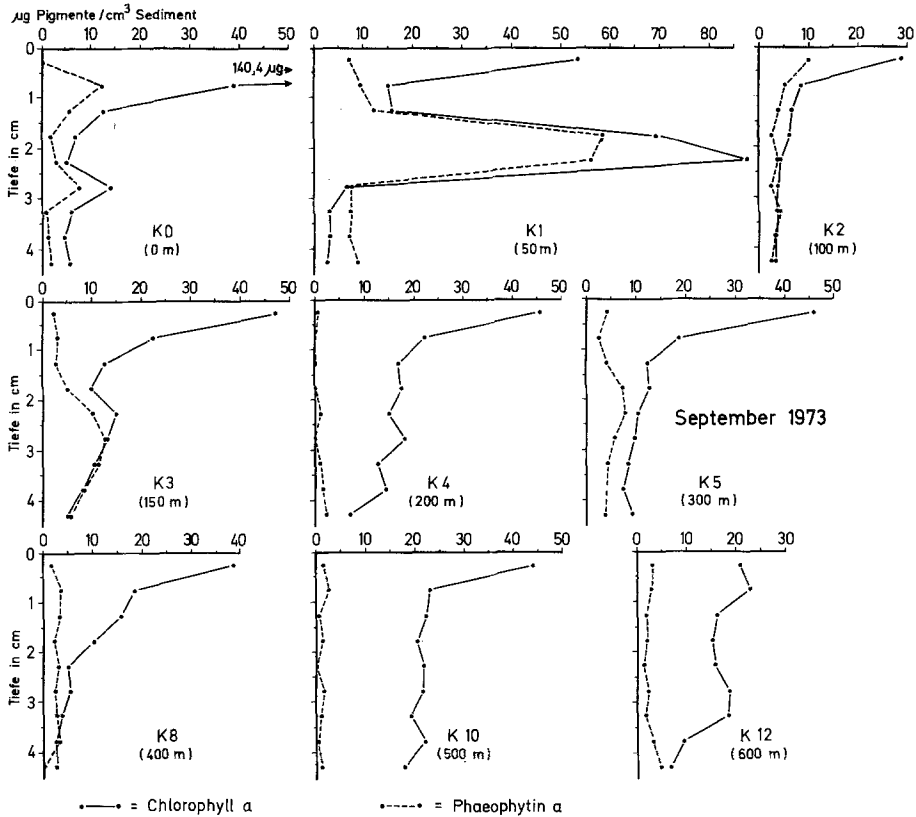 µg Pigmente/cm³ Sediment
0 10 20 30 40 50
0 10 20 30 40 50 60 70 80
0 10 20 30
140,4 µg
0
1
2
3
4
Tiefe in cm
K0
(0 m)
K1
(50 m)
K2
(100 m)
0 10 20 30 40 50
0 10 20 30 40 50
0 10 20 30 40 50
0
1
2
3
4
Tiefe in cm
September 1973
K3
(150 m)
K4
(200 m)
K5
(300 m)
0 10 20 30 40
0 10 20 30 40 50
0 10 20 30
0
1
2
3
4
Tiefe in cm
K8
(400 m)
K 10
(500 m)
K 12
(600 m)
= Chlorophyll a
= Phaeophytin a